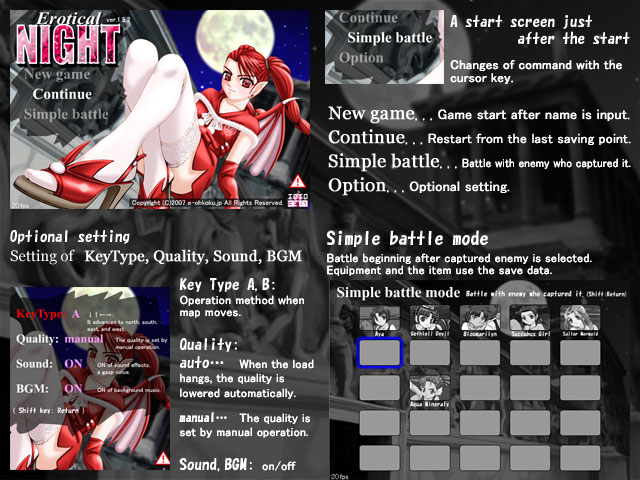 Erotical ver.1.5.2
NIGHT
New game
Continue
Simple battle
20 fps
Copyright (C)2007 e-ohkoku.jp All Rights Reserved.
Continue
Simple battle
Option
A start screen just
after the start
Changes of command with the
cursor key.
New game... Game start after name is input.
Continue... Restart from the last saving point.
Simple battle... Battle with enemy who captured it.
Option... Optional setting.
Optional setting
Setting of KeyType, Quality, Sound, BGM
KeyType: A ↓↑←→:
It advances to north, south,
east, and west
Quality: manual The quality is set by
manual operation.
Sound: ON ON of sound effects,
a gasp voice.
BGM: ON ON of background music.
( Shift key: Return )
Key Type A,B:
Operation method when
map moves.
Quality:
auto… When the load
hangs, the quality is
lowered automatically.
manual… The quality is
set by manual operation.
Sound,BGM: on/off
Simple battle mode
Battle beginning after captured enemy is selected.
Equipment and the item use the save data.
Simple battle mode Battle with enemy who captured it. (Shift:Return)
Aya Gothloli Devil Bloomarilyn Succubus Girl Sailor Mermaid
Aqua Mineraly
20 fps